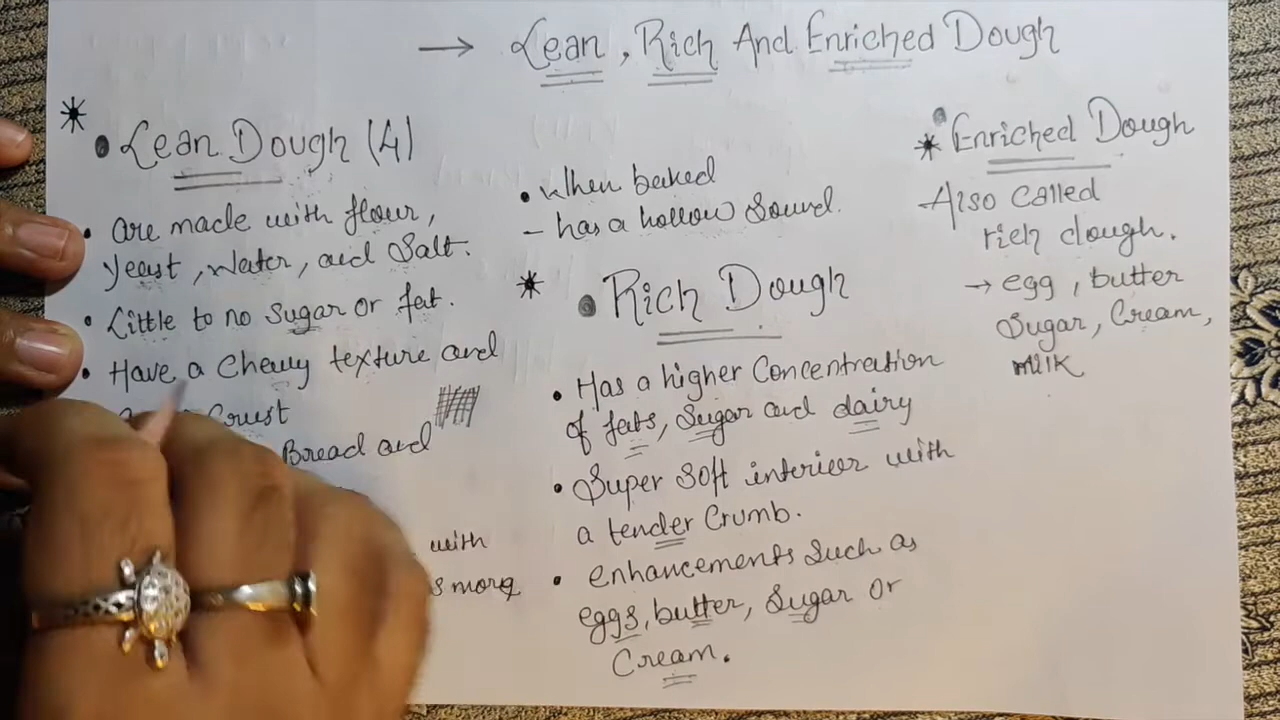 → Lean, Rich And Enriched Dough
Lean Dough (4)
are made with flour,
yeast, water, and Salt.
Little to no Sugar or fat.
Have a Chewy texture and
Crust
Bread and
with
s more
When baked
- has a hollow Sound.
Rich Dough
Has a higher Concentration
of fats, Sugar and dairy
Super Soft interior with
a tender Crumb.
enhancements Such as
eggs, butter, Sugar or
Cream.
Enriched Dough
Also called
rich dough.
→ egg, butter
Sugar, Cream,
milk